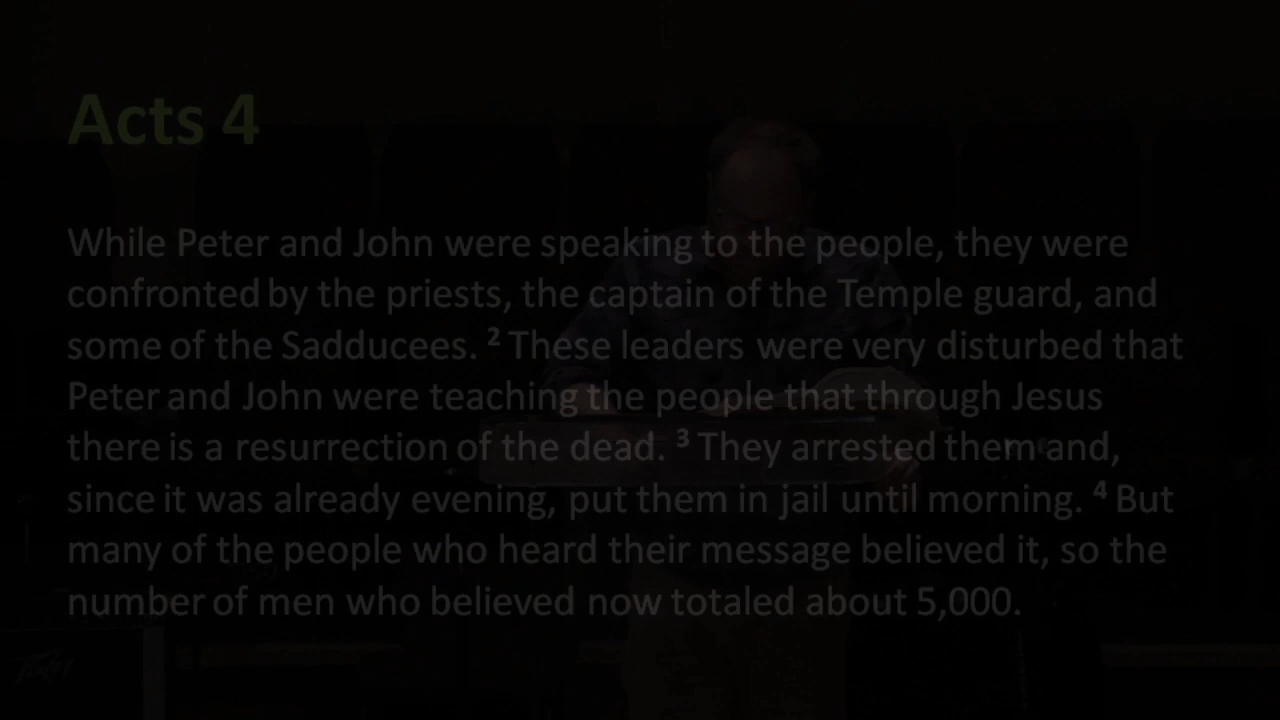 Acts 4
While Peter and John were speaking to the people, they were
confronted by the priests, the captain of the Temple guard, and
some of the Sadducees. ² These leaders were very disturbed that
Peter and John were teaching the people that through Jesus
there is a resurrection of the dead. ³ They arrested them and,
since it was already evening, put them in jail until morning. ⁴ But
many of the people who heard their message believed it, so the
number of men who believed now totaled about 5,000.
PEAVEY